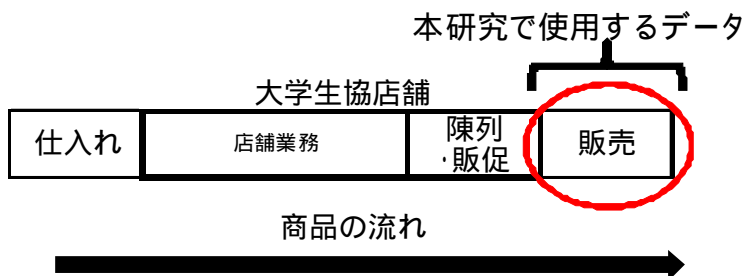 本研究で使用するデータ
大学生協店舗
仕入れ
店舗業務
陳列
・販促
販売
商品の流れ